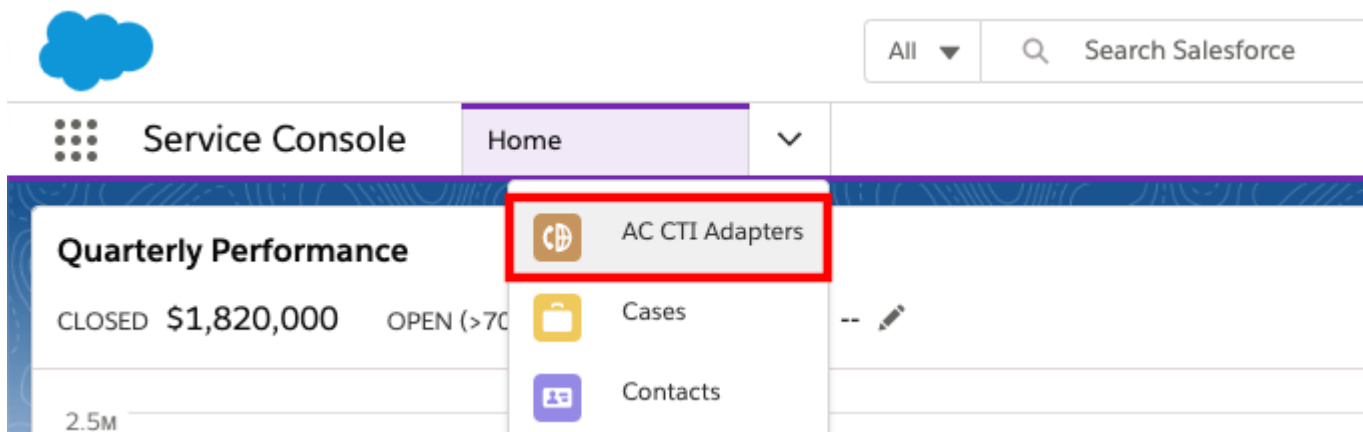 All
Search Salesforce
Service Console
Home
AC CTI Adapters
Quarterly Performance
Cases
CLOSED $1,820,000 OPEN (>70 --
Contacts
2.5M